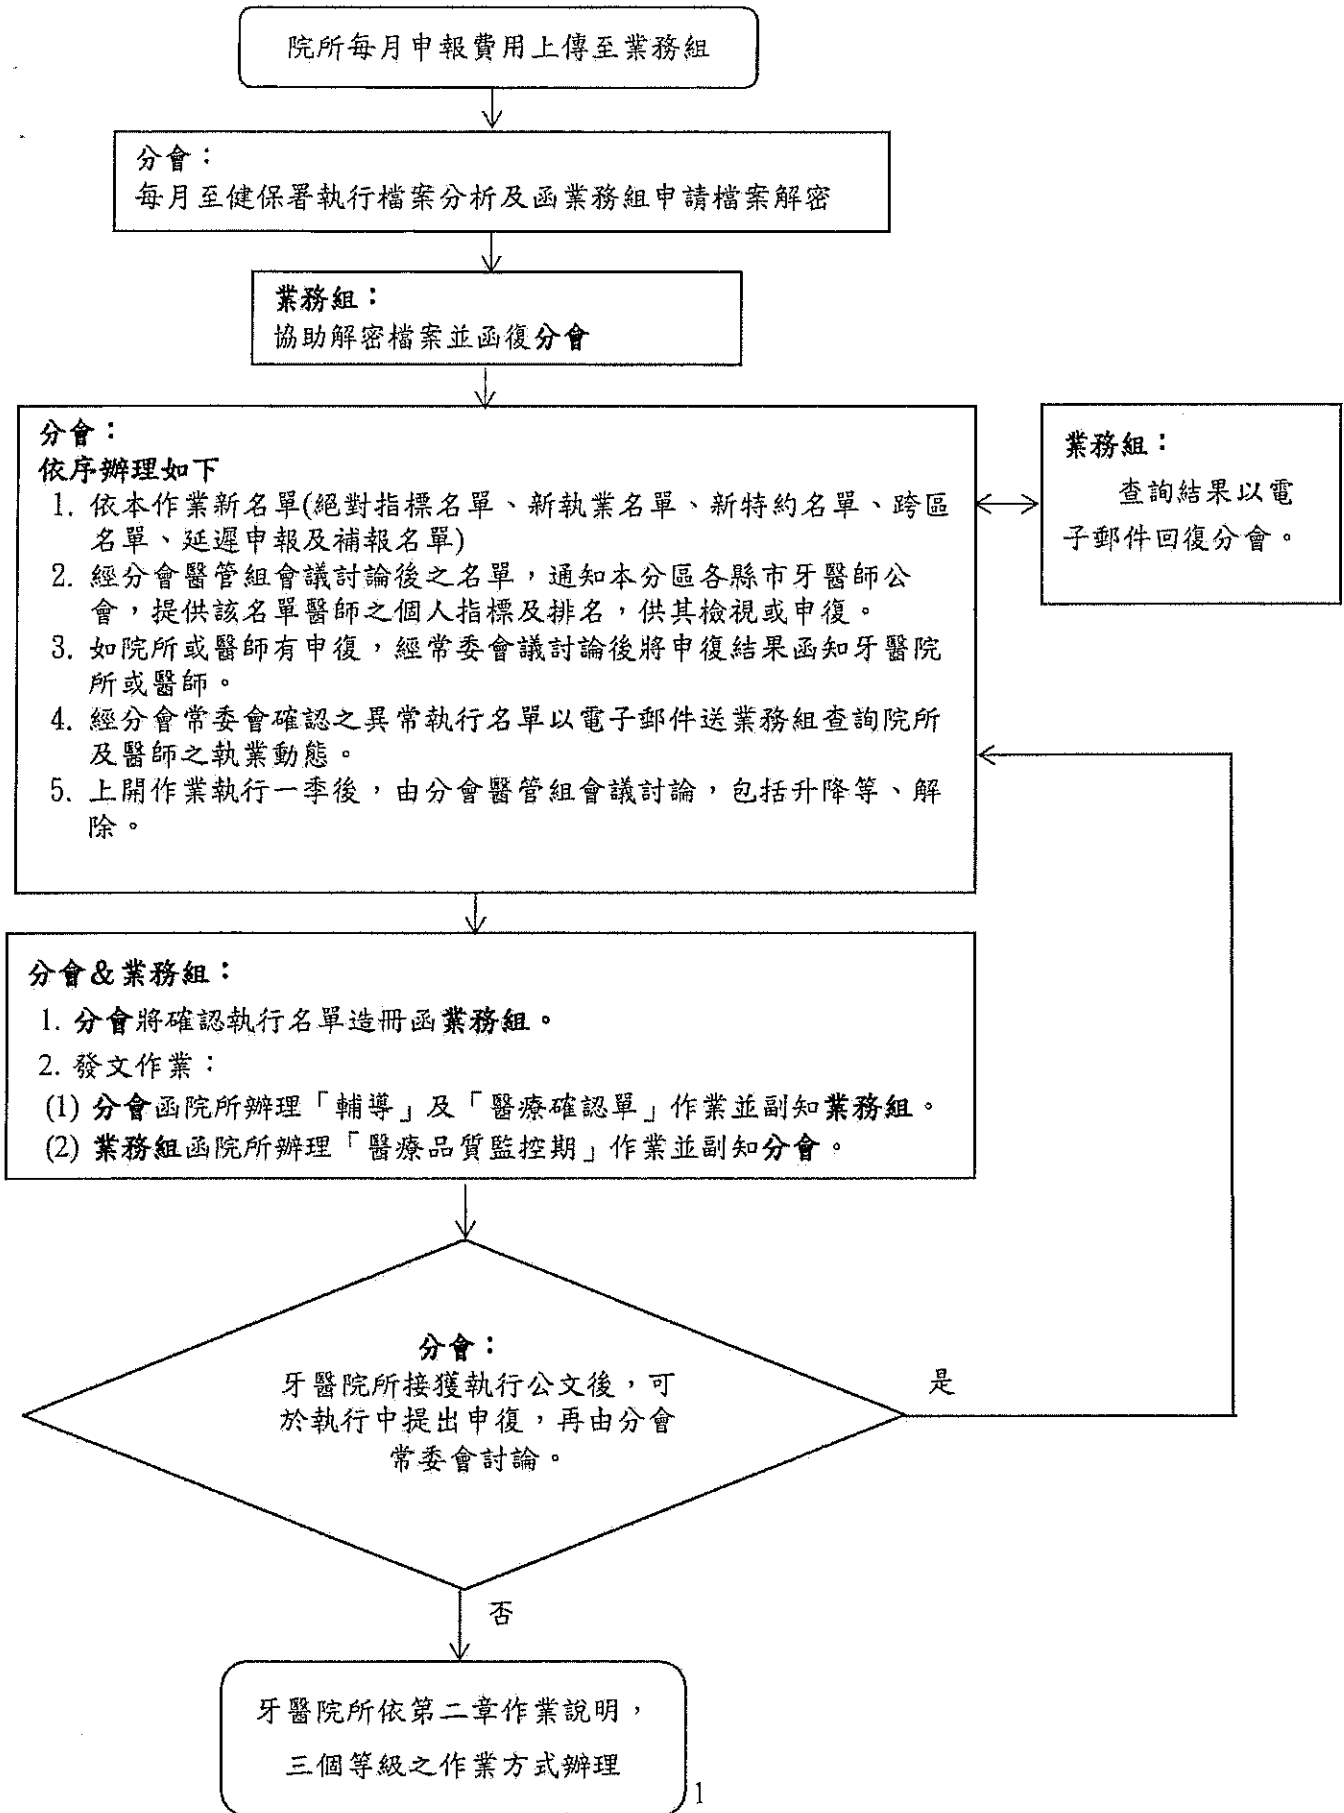 院所每月申報費用上傳至業務組
分會：
每月至健保署執行檔案分析及函業務組申請檔案解密
業務組：
協助解密檔案並函復分會
分會：
依序辦理如下
1. 依本作業新名單(絕對指標名單、新執業名單、新特約名單、跨區
名單、延遲申報及補報名單)
2. 經分會醫管組會議討論後之名單，通知本分區各縣市牙醫師公
會，提供該名單醫師之個人指標及排名，供其檢視或申復。
3. 如院所或醫師有申復，經常委會議討論後將申復結果函知牙醫院
所或醫師。
4. 經分會常委會確認之異常執行名單以電子郵件送業務組查詢院所
及醫師之執業動態。
5. 上開作業執行一季後，由分會醫管組會議討論，包括升降等、解
除。
業務組：
查詢結果以電
子郵件回復分會。
分會&業務組：
1. 分會將確認執行名單造冊函業務組。
2. 發文作業：
(1) 分會函院所辦理「輔導」及「醫療確認單」作業並副知業務組。
(2) 業務組函院所辦理「醫療品質監控期」作業並副知分會。
分會：
牙醫院所接獲執行公文後，可
於執行中提出申復，再由分會
常委會討論。
是
否
牙醫院所依第二章作業說明，
三個等級之作業方式辦理
1